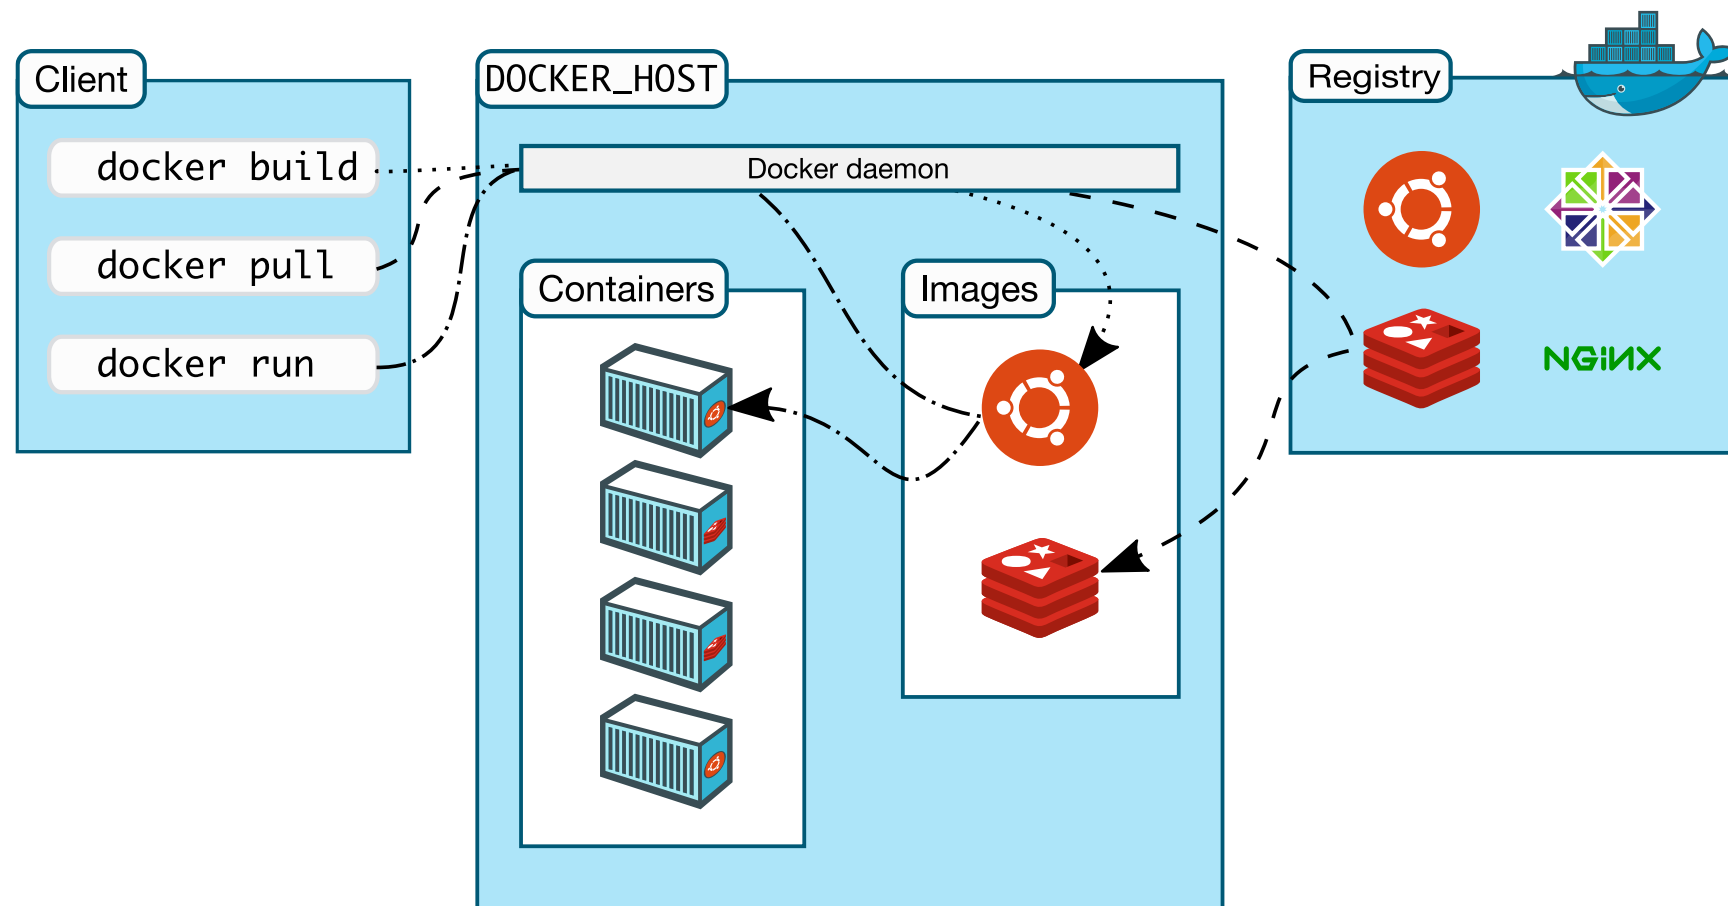 Client
docker build
docker pull
docker run
DOCKER_HOST
Docker daemon
Containers
Images
Registry
NGINX